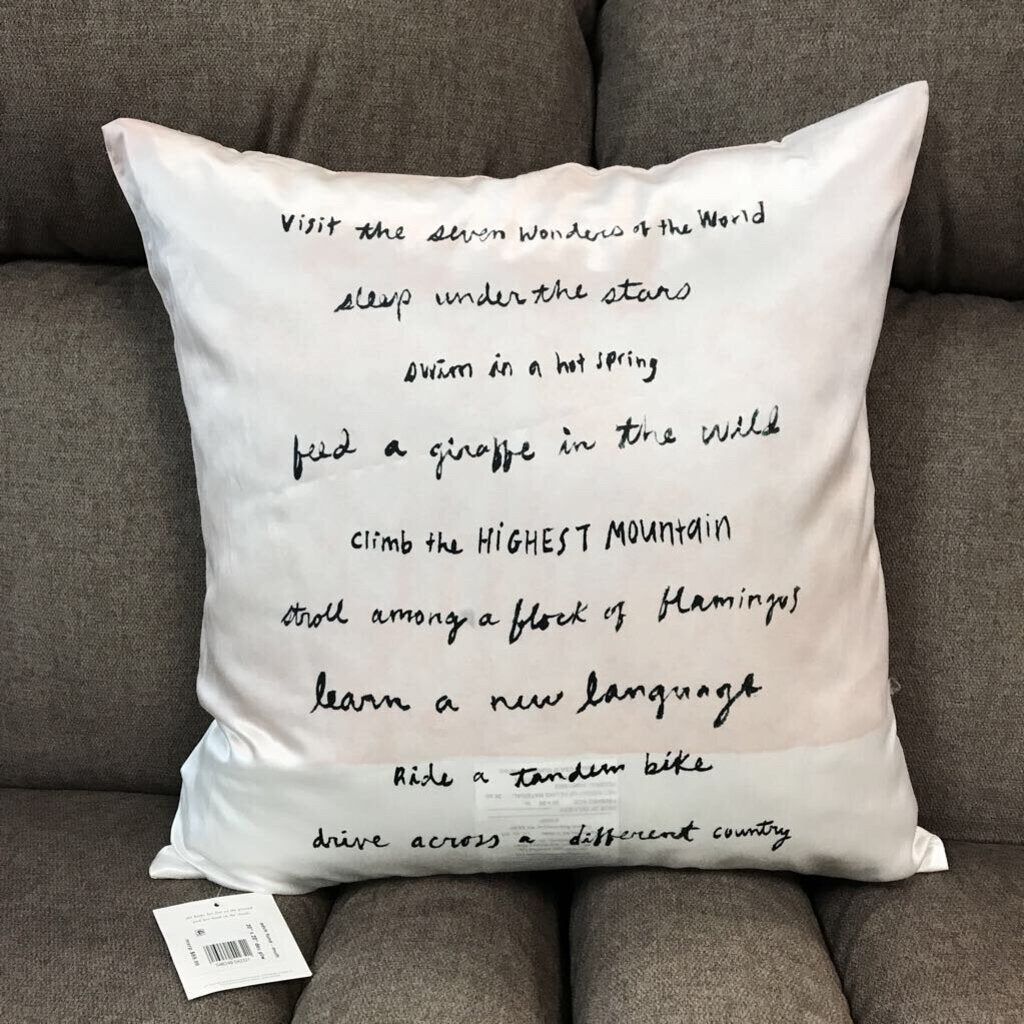 Visit the seven Wonders of the World
sleep under the stars
swim in a hot spring
feed a giraffe in the wild
climb the HiGHEST MOUntain
stroll among a flock of flamingos
learn a new language
Ride a tandem bike
drive across a different country